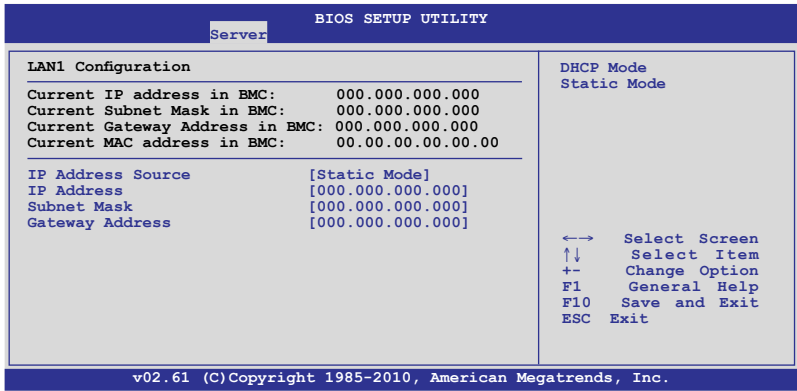 BIOS SETUP UTILITY
Server
LAN1 Configuration
Current IP address in BMC: 000.000.000.000
Current Subnet Mask in BMC: 000.000.000.000
Current Gateway Address in BMC: 000.000.000.000
Current MAC address in BMC: 00.00.00.00.00.00
IP Address Source [Static Mode]
IP Address [000.000.000.000]
Subnet Mask [000.000.000.000]
Gateway Address [000.000.000.000]
DHCP Mode
Static Mode
←→ Select Screen
↑↓ Select Item
+- Change Option
F1 General Help
F10 Save and Exit
ESC Exit
v02.61 (C)Copyright 1985-2010, American Megatrends, Inc.